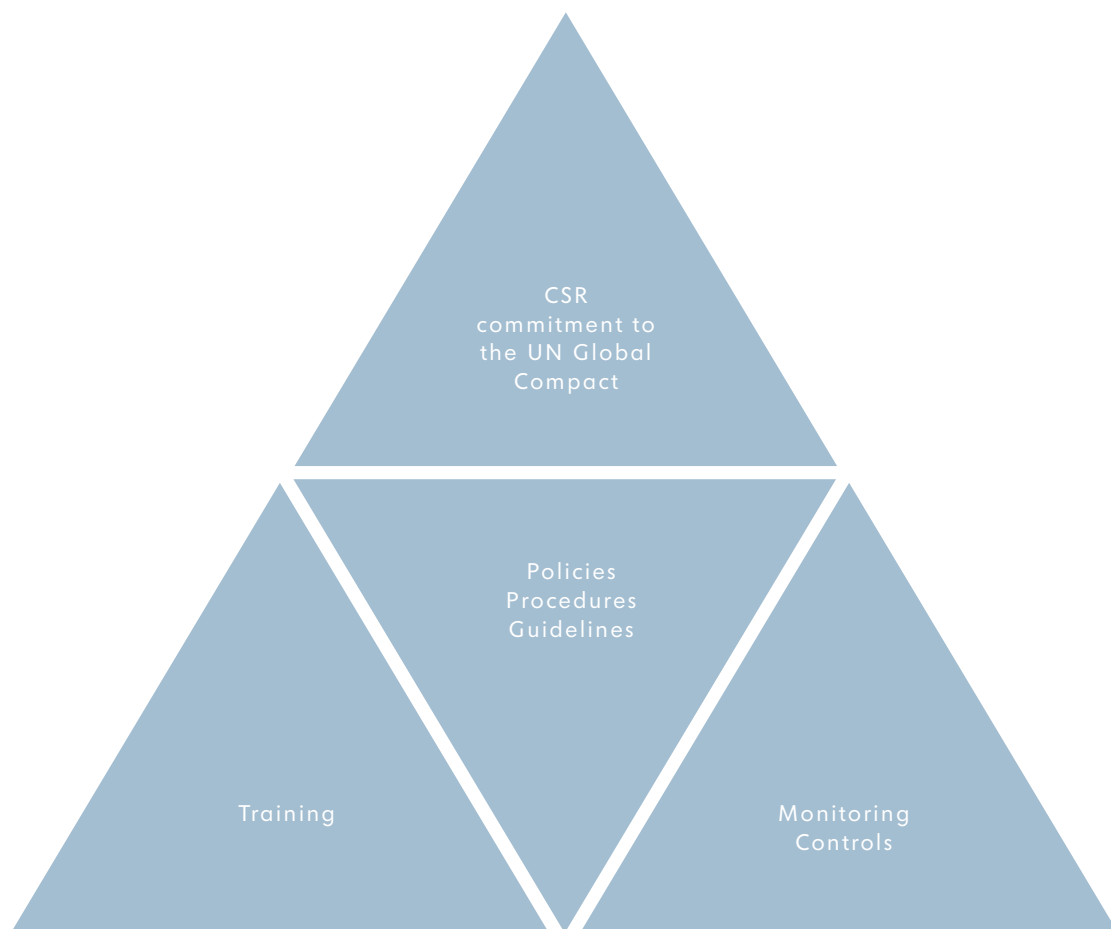 CSR
commitment to
the UN Global
Compact
Policies
Procedures
Guidelines
Training
Monitoring
Controls